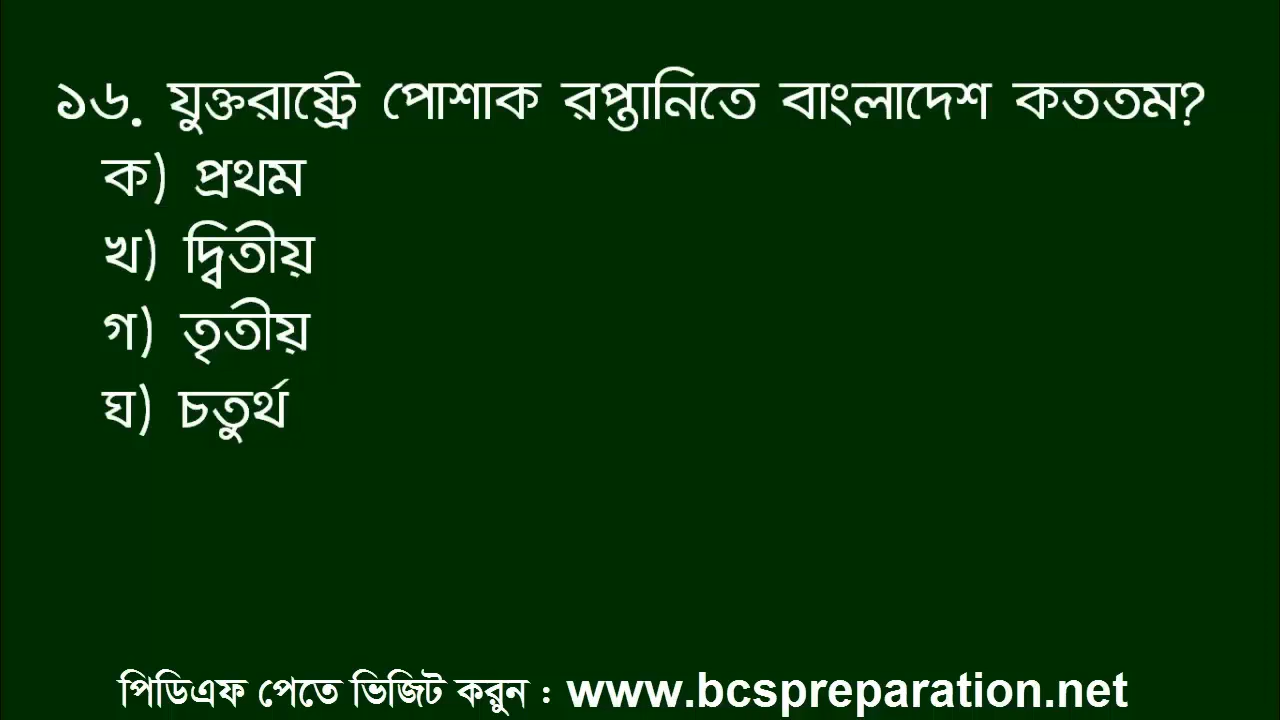 ১৬. যুক্তরাষ্ট্রে পোশাক রপ্তানিতে বাংলাদেশ কততম?
ক) প্রথম
খ) দ্বিতীয়
গ) তৃতীয়
ঘ) চতুর্থ
পিডিএফ পেতে ভিজিট করুন : www.bcspreparation.net